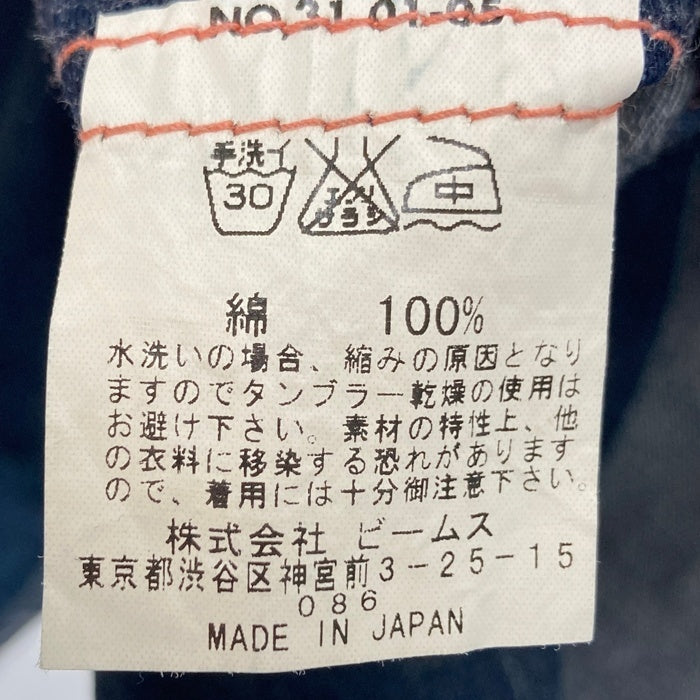 NO,31 01-05
手洗イ
30
エンソ
サラシ
中
綿 100%
水洗いの場合、縮みの原因となり
ますのでタンブラー乾燥の使用は
お避け下さい。素材の特性上、他
の衣料に移染する恐れがあります
ので、着用には十分御注意下さい。
株式会社 ビームス
東京都渋谷区神宮前3-25-15
086
MADE IN JAPAN